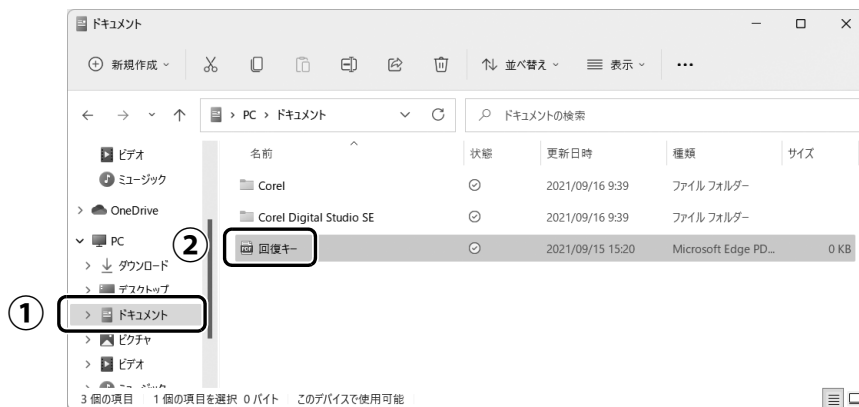 ドキュメント
新規作成 並べ替え 表示
PC > ドキュメント ドキュメントの検索
名前 状態 更新日時 種類 サイズ
ビデオ
ミュージック
OneDrive
PC
ダウンロード
デスクトップ
① ドキュメント
ピクチャ
ビデオ
ミュージック
Corel 2021/09/16 9:39 ファイル フォルダー
Corel Digital Studio SE 2021/09/16 9:39 ファイル フォルダー
② PDF 回復キー 2021/09/15 15:20 Microsoft Edge PD... 0 KB
3 個の項目 1 個の項目を選択 0 バイト このデバイスで使用可能